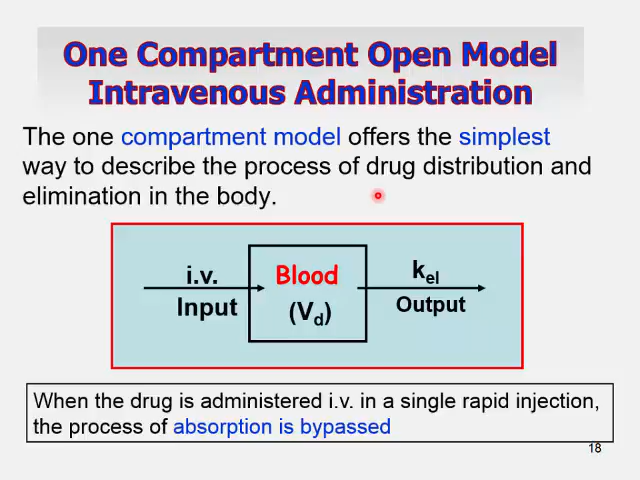 One Compartment Open Model
Intravenous Administration
The one compartment model offers the simplest
way to describe the process of drug distribution and
elimination in the body.
i.v.
Input
Blood
(Vd)
kel
Output
When the drug is administered i.v. in a single rapid injection,
the process of absorption is bypassed
18